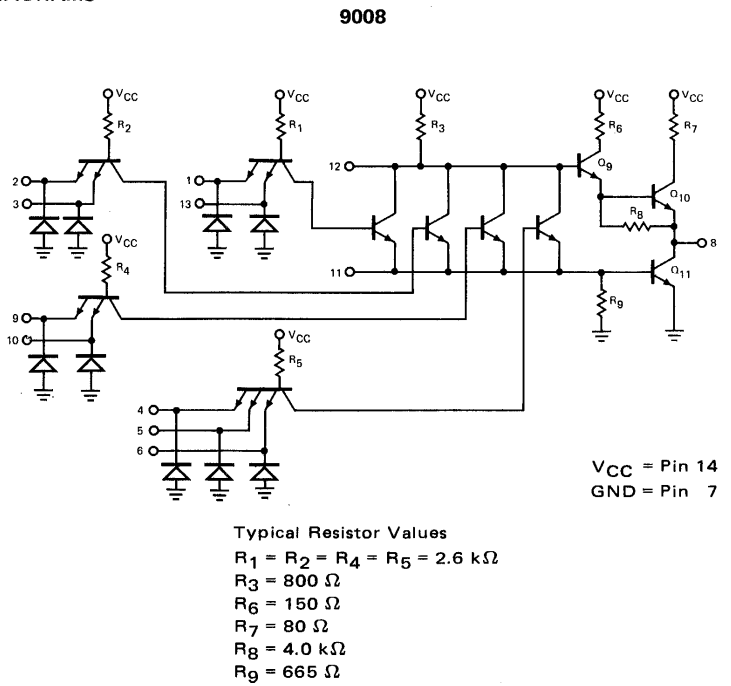 9008
VCC
R2
VCC
R1
VCC
R3
VCC
R6
VCC
R7
2
3
1
13
12
Q9
Q10
R8
8
VCC
R4
11
Q11
R9
9
10
VCC
R5
4
5
6
VCC = Pin 14
GND = Pin 7
Typical Resistor Values
R1 = R2 = R4 = R5 = 2.6 kΩ
R3 = 800 Ω
R6 = 150 Ω
R7 = 80 Ω
R8 = 4.0 kΩ
R9 = 665 Ω